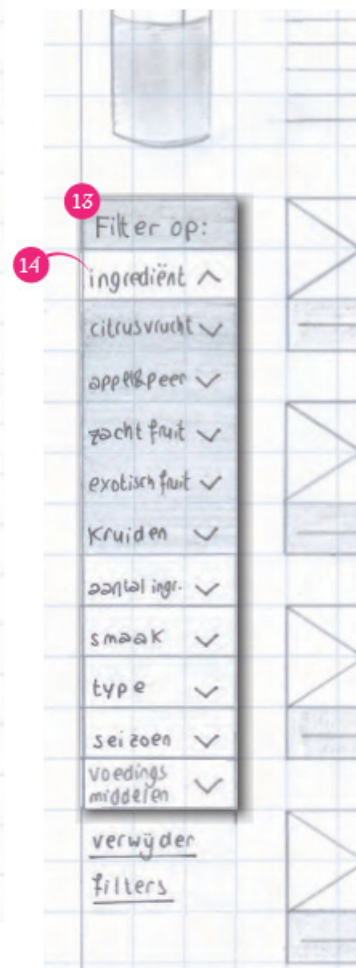 13
Filter op:
14
ingrediënt
citrusvrucht
appel&peer
zacht fruit
exotisch fruit
kruiden
aantal ingr.
smaak
type
seizoen
voedings
middelen
verwijder
filters